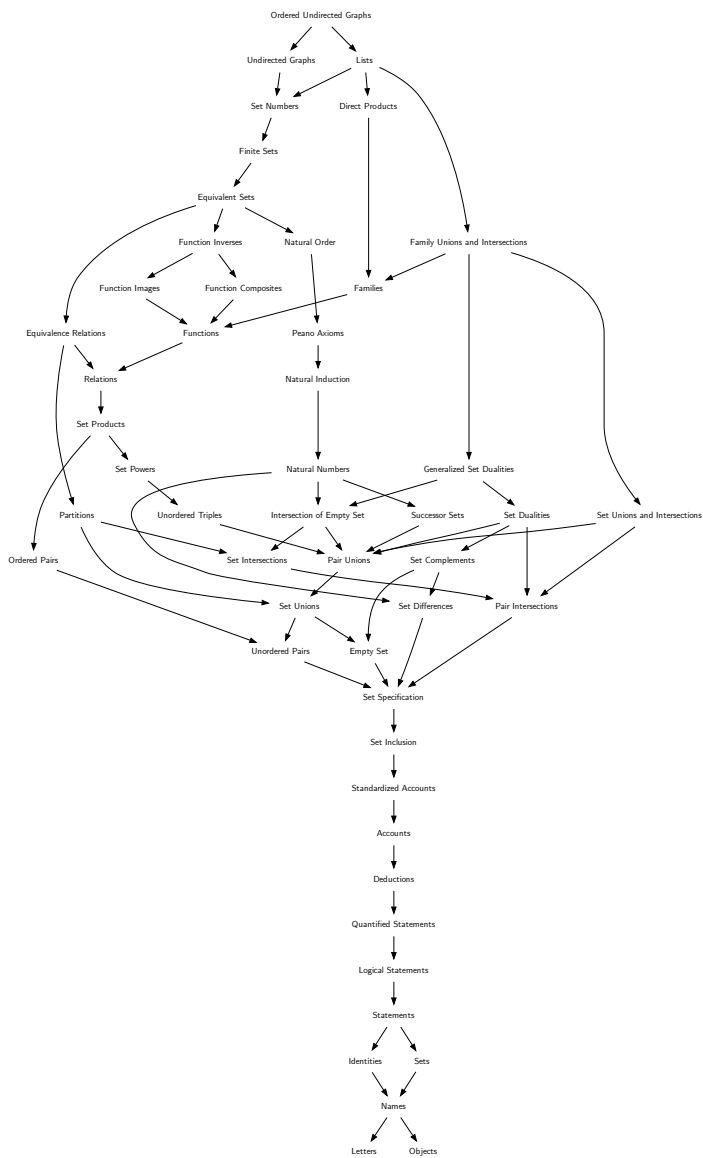 Ordered Undirected Graphs
Undirected Graphs
Lists
Set Numbers
Direct Products
Finite Sets
Equivalent Sets
Function Inverses
Natural Order
Family Unions and Intersections
Function Images
Function Composites
Families
Equivalence Relations
Functions
Peano Axioms
Relations
Natural Induction
Set Products
Set Powers
Natural Numbers
Generalized Set Dualities
Partitions
Unordered Triples
Intersection of Empty Set
Successor Sets
Set Dualities
Set Unions and Intersections
Ordered Pairs
Set Intersections
Pair Unions
Set Complements
Set Unions
Set Differences
Pair Intersections
Unordered Pairs
Empty Set
Set Specification
Set Inclusion
Standardized Accounts
Accounts
Deductions
Quantified Statements
Logical Statements
Statements
Identities
Sets
Names
Letters
Objects